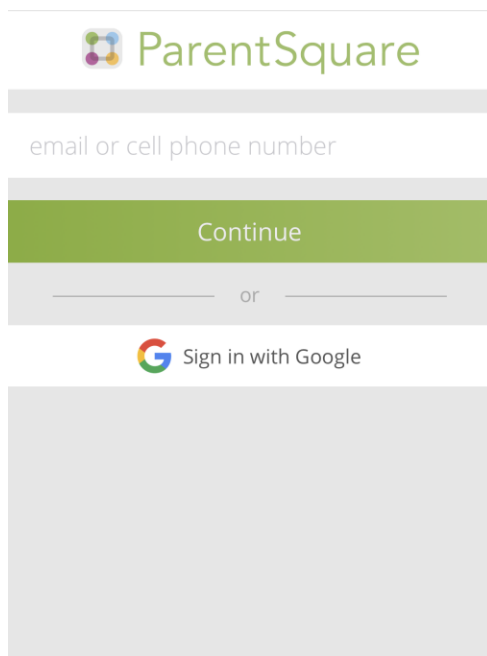 ParentSquare
email or cell phone number
Continue
or
Sign in with Google